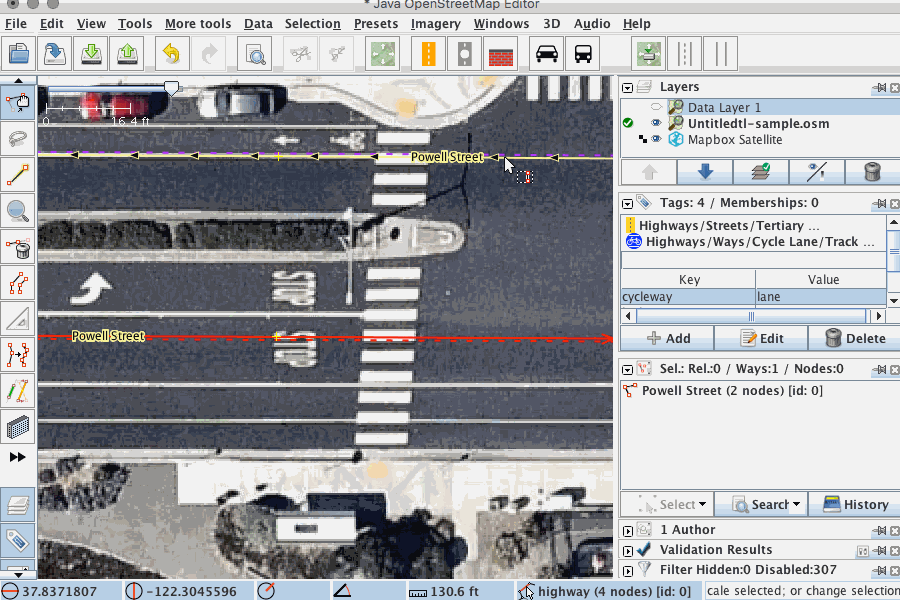 * Java OpenStreetMap Editor
File Edit View Tools More tools Data Selection Presets Imagery Windows 3D Audio Help
0 16.4 ft
Powell Street
Powell Street
Layers
Data Layer 1
Untitledtl-sample.osm
Mapbox Satellite
Tags: 4 / Memberships: 0
Highways/Streets/Tertiary ...
Highways/Ways/Cycle Lane/Track ...
Key Value
cycleway lane
Add Edit Delete
Sel.: Rel.:0 / Ways:1 / Nodes:0
Powell Street (2 nodes) [id: 0]
Select Search History
1 Author
Validation Results
Filter Hidden:0 Disabled:307
37.8371807 -122.3045596 130.6 ft highway (4 nodes) [id: 0] cale selected; or change selection